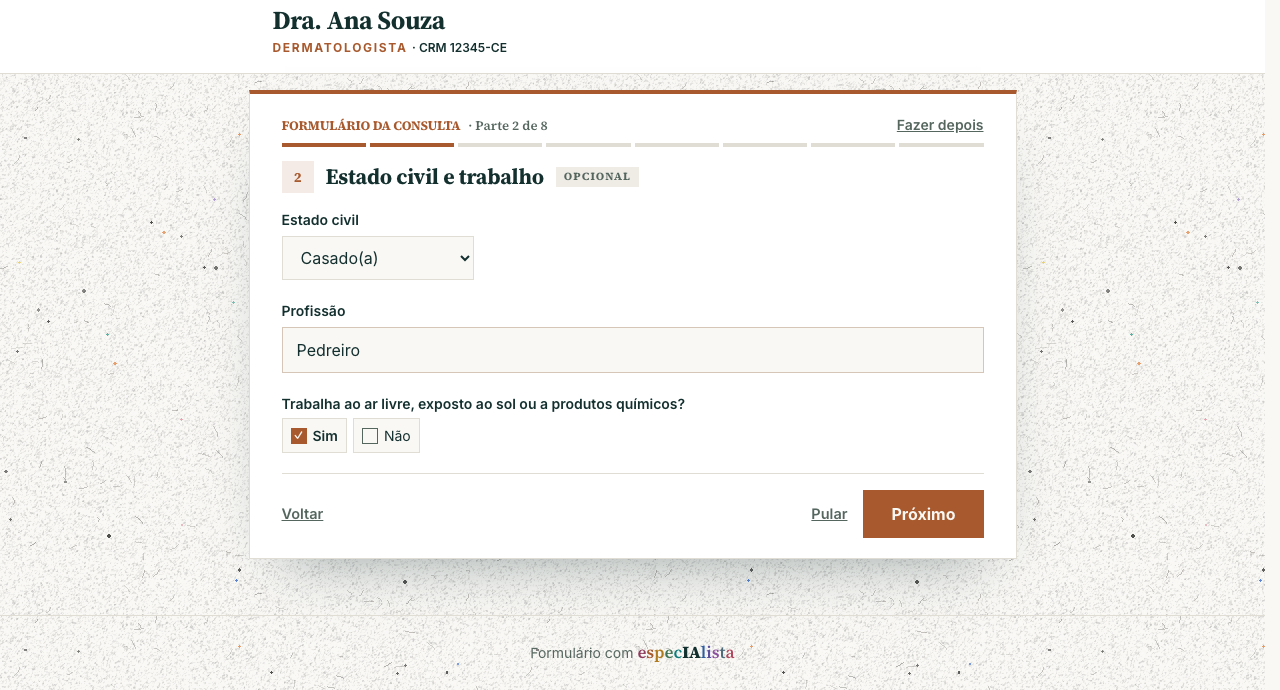 Dra. Ana Souza
DERMATOLOGISTA · CRM 12345-CE
FORMULÁRIO DA CONSULTA · Parte 2 de 8
Fazer depois
2
Estado civil e trabalho
OPCIONAL
Estado civil
Casado(a)
Profissão
Pedreiro
Trabalha ao ar livre, exposto ao sol ou a produtos químicos?
Sim
Não
Voltar
Pular
Próximo
Formulário com especIAlista